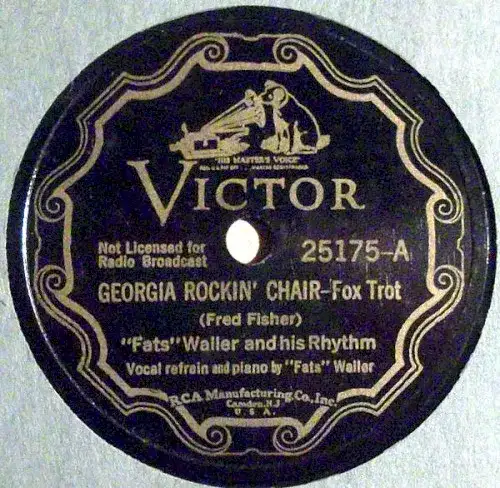 "HIS MASTER'S VOICE"
VICTOR
Not Licensed for
Radio Broadcast
25175-A
GEORGIA ROCKIN' CHAIR-Fox Trot
(Fred Fisher)
"Fats" Waller and his Rhythm
Vocal refrain and piano by "Fats" Waller
RCA Manufacturing.Co.,Inc.
Camden.N.J.
U.S.A.